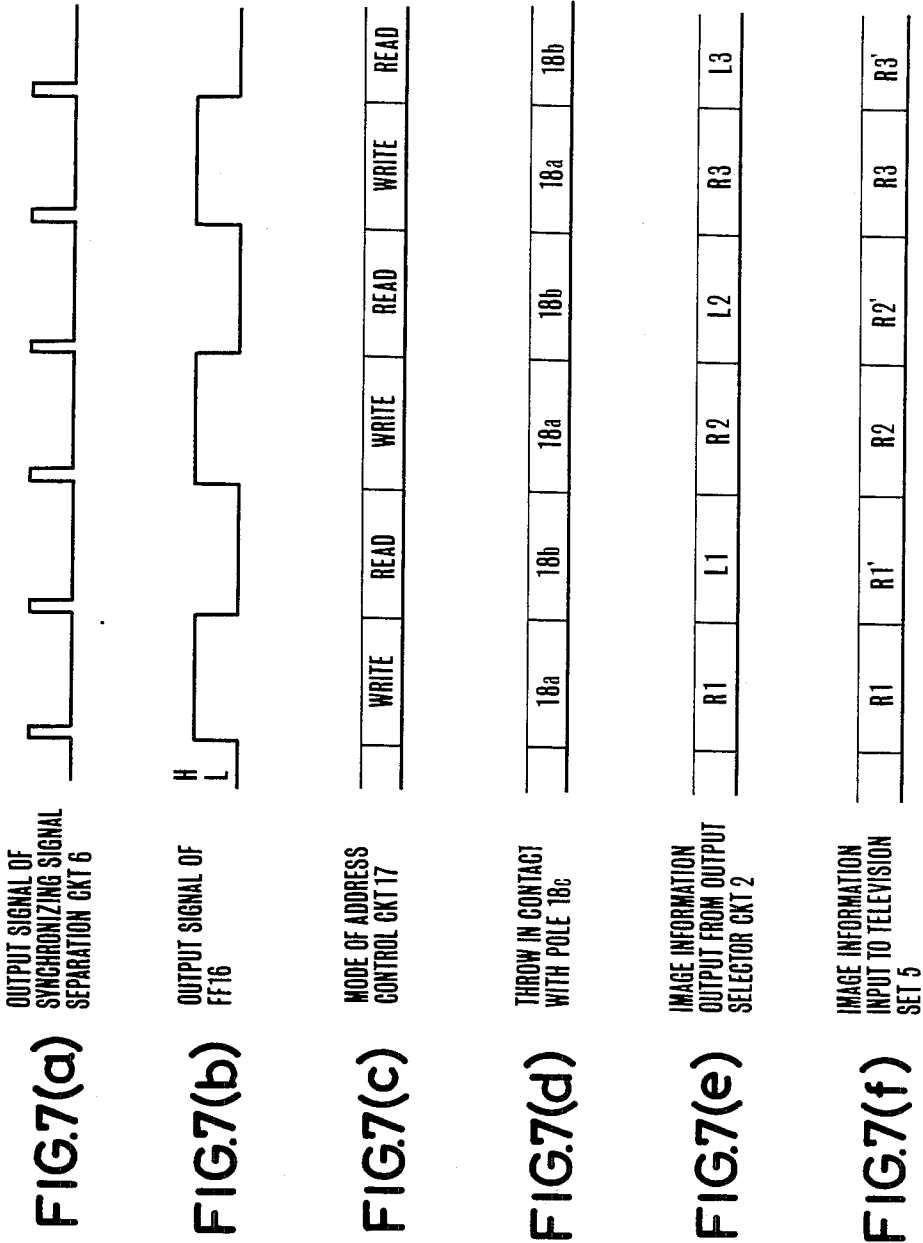 FIG.7(a)
OUTPUT SIGNAL OF
SYNCHRONIZING SIGNAL
SEPARATION CKT 6
FIG.7(b)
OUTPUT SIGNAL OF
FF16
H
L
FIG.7(c)
MODE OF ADDRESS
CONTROL CKT 17
WRITE READ WRITE READ WRITE READ
FIG.7(d)
THROW IN CONTACT
WITH POLE 18c
18a 18b 18a 18b 18a 18b
FIG.7(e)
IMAGE INFORMATION
OUTPUT FROM OUTPUT
SELECTOR CKT 2
R1 L1 R2 L2 R3 L3
FIG.7(f)
IMAGE INFORMATION
INPUT TO TELEVISION
SET 5
R1 R1' R2 R2' R3 R3'